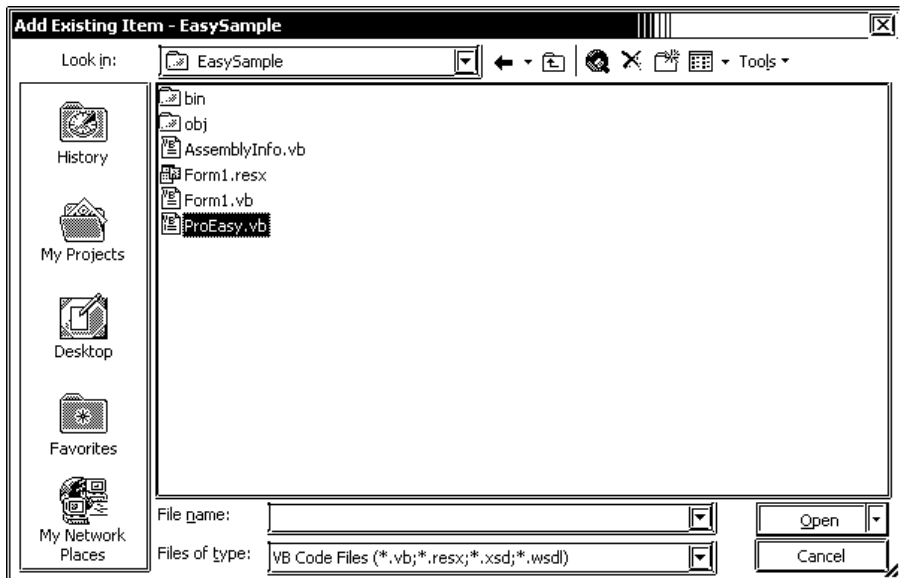 Add Existing Item - EasySample
Look in:
EasySample
Tools
History
My Projects
Desktop
Favorites
My Network
Places
bin
obj
AssemblyInfo.vb
Form1.resx
Form1.vb
ProEasy.vb
File name:
Open
Files of type:
VB Code Files (*.vb;*.resx;*.xsd;*.wsdl)
Cancel